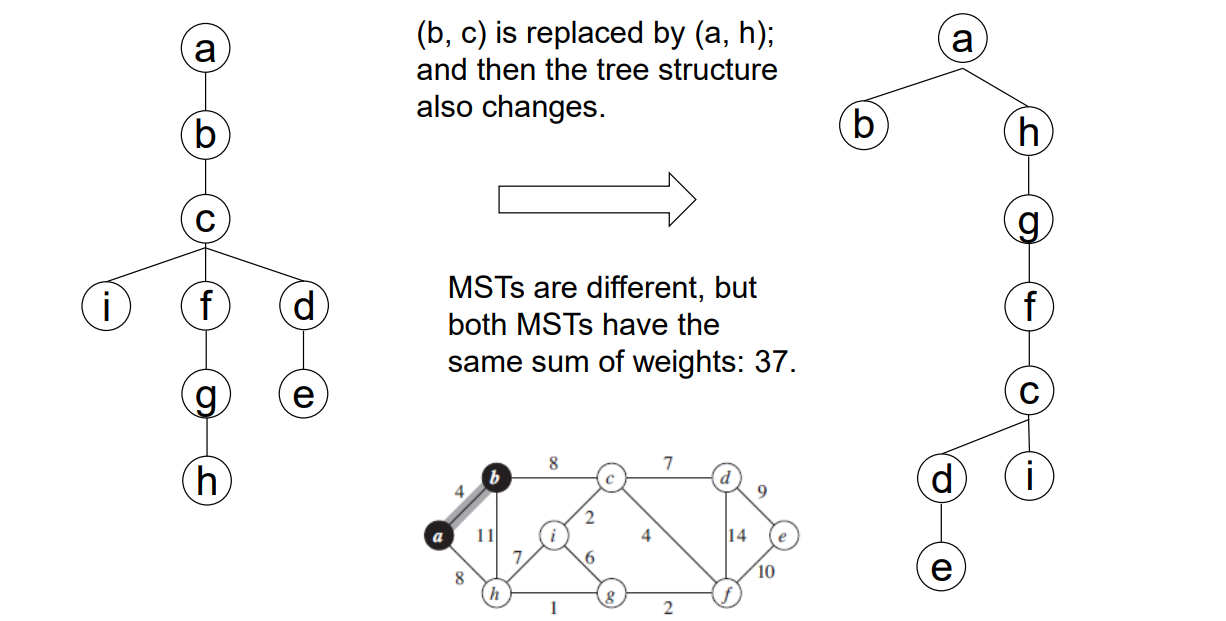 a
b
c
i f d
g e
h
(b, c) is replaced by (a, h);
and then the tree structure
also changes.
MSTs are different, but
both MSTs have the
same sum of weights: 37.
a
b h
g
f
c
d i
e
8 7
b c d
4 9
2
a 11 i 4 14 e
7 6
8 10
h g f
1 2